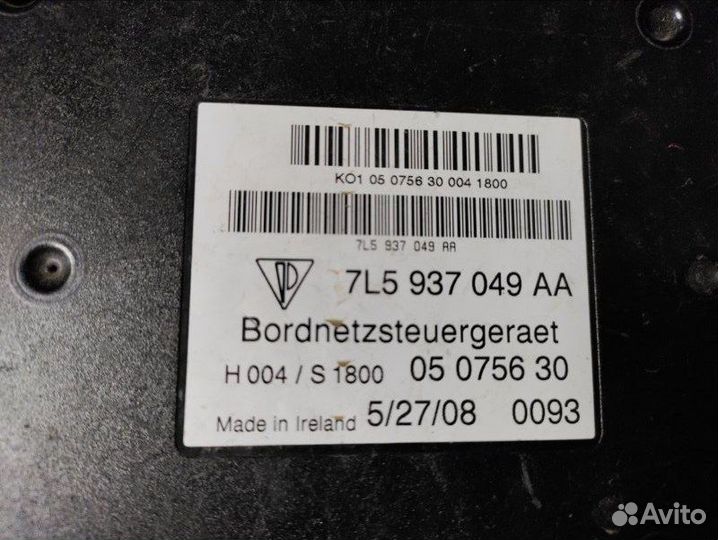 KO1 05 0756 30 004 1800
7L5 937 049 AA
7L5 937 049 AA
Bordnetzsteuergeraet
H 004 / S 1800 05 0756 30
Made in Ireland 5/27/08 0093
Avito